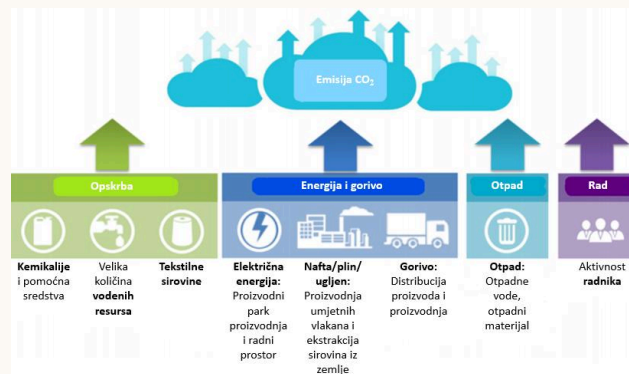 Emisija CO₂
Opskrba
Energija i gorivo
Otpad
Rad
Kemikalije
i pomoćna
sredstva
Velika
količina
vodenih
resursa
Tekstilne
sirovine
Električna
energija:
Proizvodni
park
proizvodnja
i radni
prostor
Nafta/plin/
ugljen:
Proizvodnja
umjetnih
vlakana i
ekstrakcija
sirovina iz
zemlje
Gorivo:
Distribucija
proizvoda i
proizvodnja
Otpad:
Otpadne
vode,
otpadni
materijal
Aktivnost
radnika